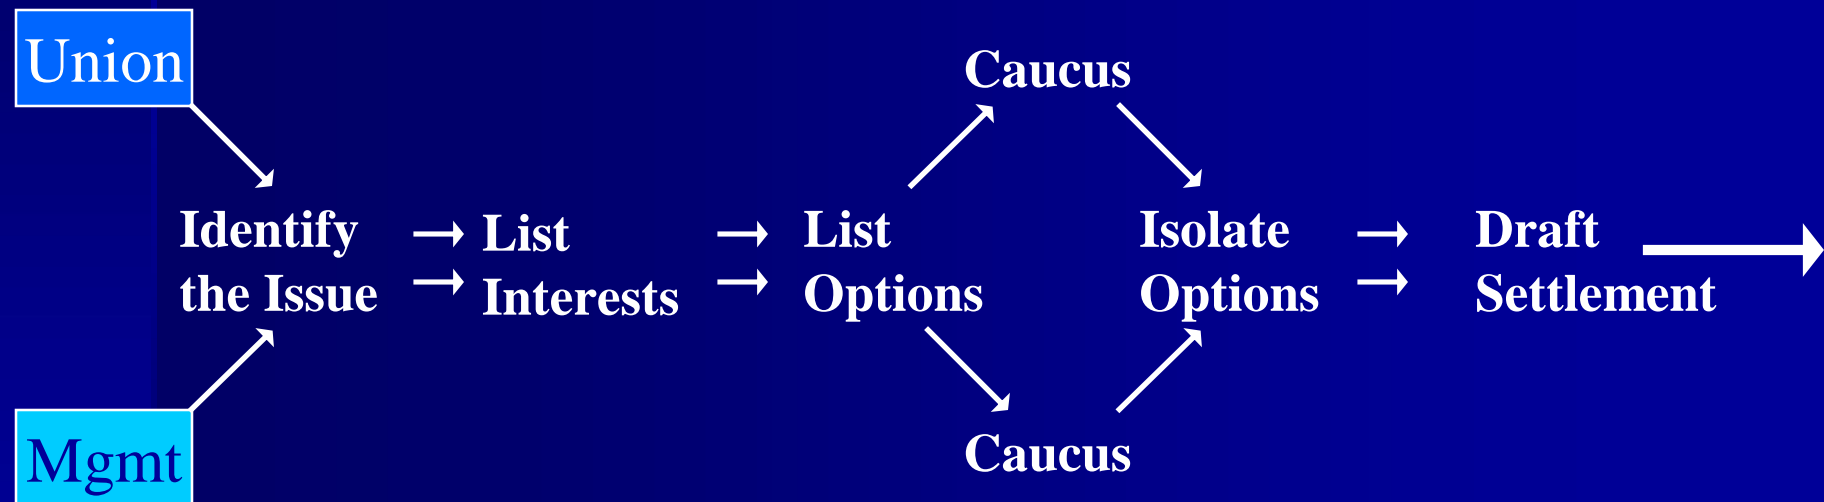 Union
Caucus
Identify
the Issue
List
Interests
List
Options
Isolate
Options
Draft
Settlement
Caucus
Mgmt